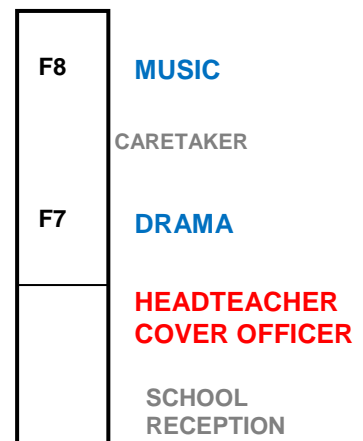 F8 MUSIC
CARETAKER
F7 DRAMA
HEADTEACHER
COVER OFFICER
SCHOOL
RECEPTION